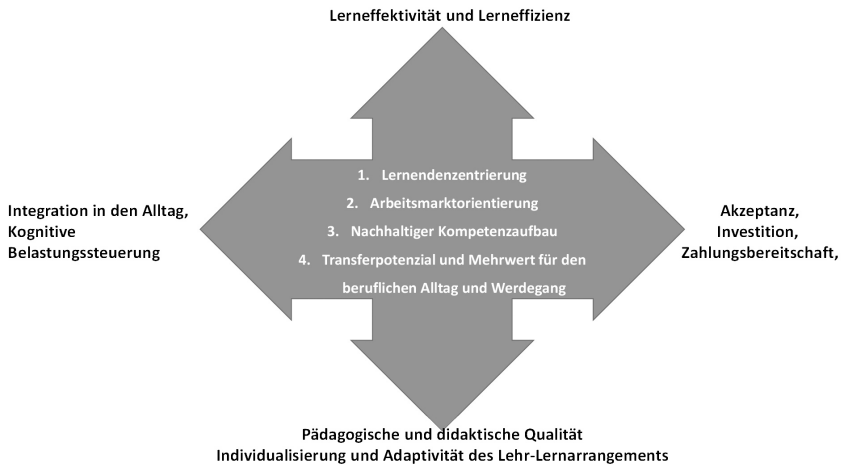 Lerneffektivität und Lerneffizienz
1. Lernendenzentrierung
2. Arbeitsmarktorientierung
3. Nachhaltiger Kompetenzaufbau
4. Transferpotenzial und Mehrwert für den
beruflichen Alltag und Werdegang
Integration in den Alltag,
Kognitive
Belastungssteuerung
Akzeptanz,
Investition,
Zahlungsbereitschaft,
Pädagogische und didaktische Qualität
Individualisierung und Adaptivität des Lehr-Lernarrangements